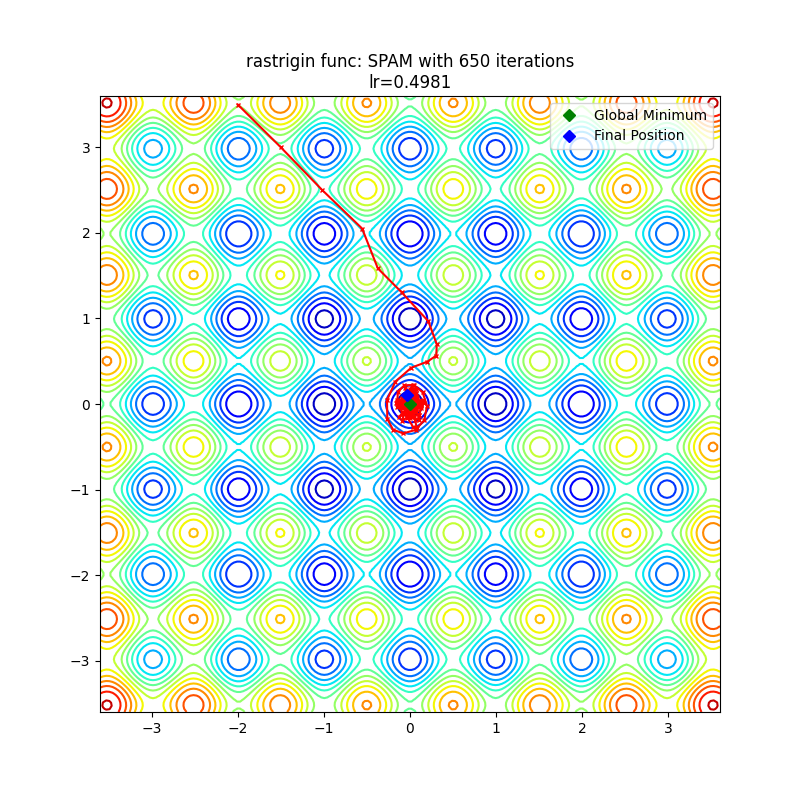 rastrigin func: SPAM with 650 iterations
lr=0.4981
Global Minimum
Final Position
3
2
1
0
−1
−2
−3
−3 −2 −1 0 1 2 3